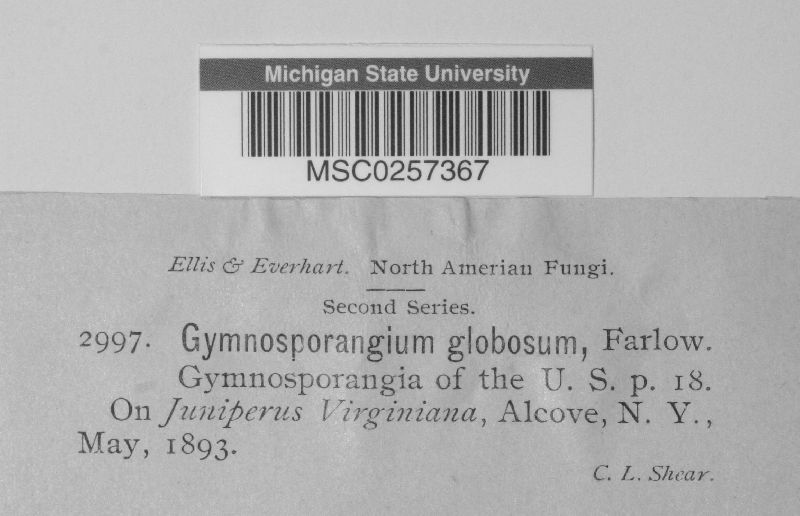 Michigan State University
MSC0257367
Ellis & Everhart. North Amerian Fungi.
Second Series.
2997. Gymnosporangium globosum, Farlow.
Gymnosporangia of the U. S. p. 18.
On Juniperus Virginiana, Alcove, N. Y.,
May, 1893.
C. L. Shear.